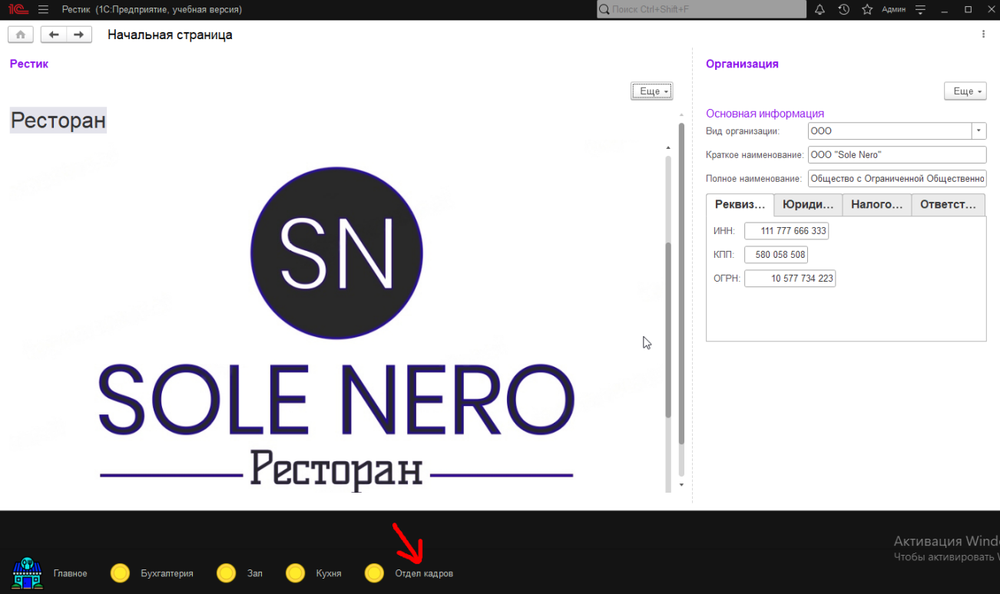 1С Рестик (1С:Предприятие, учебная версия) Поиск Ctrl+Shift+F Админ
Начальная страница
Рестик
Еще
Ресторан
SN
SOLE NERO
Ресторан
Организация
Еще
Основная информация
Вид организации: ООО
Краткое наименование: ООО "Sole Nero"
Полное наименование: Общество с Ограниченной Общественно
Реквиз... Юриди... Налого... Ответст...
ИНН: 111 777 666 333
КПП: 580 058 508
ОГРН: 10 577 734 223
Активация Wind
Чтобы активировать W
Главное Бухгалтерия Зал Кухня Отдел кадров